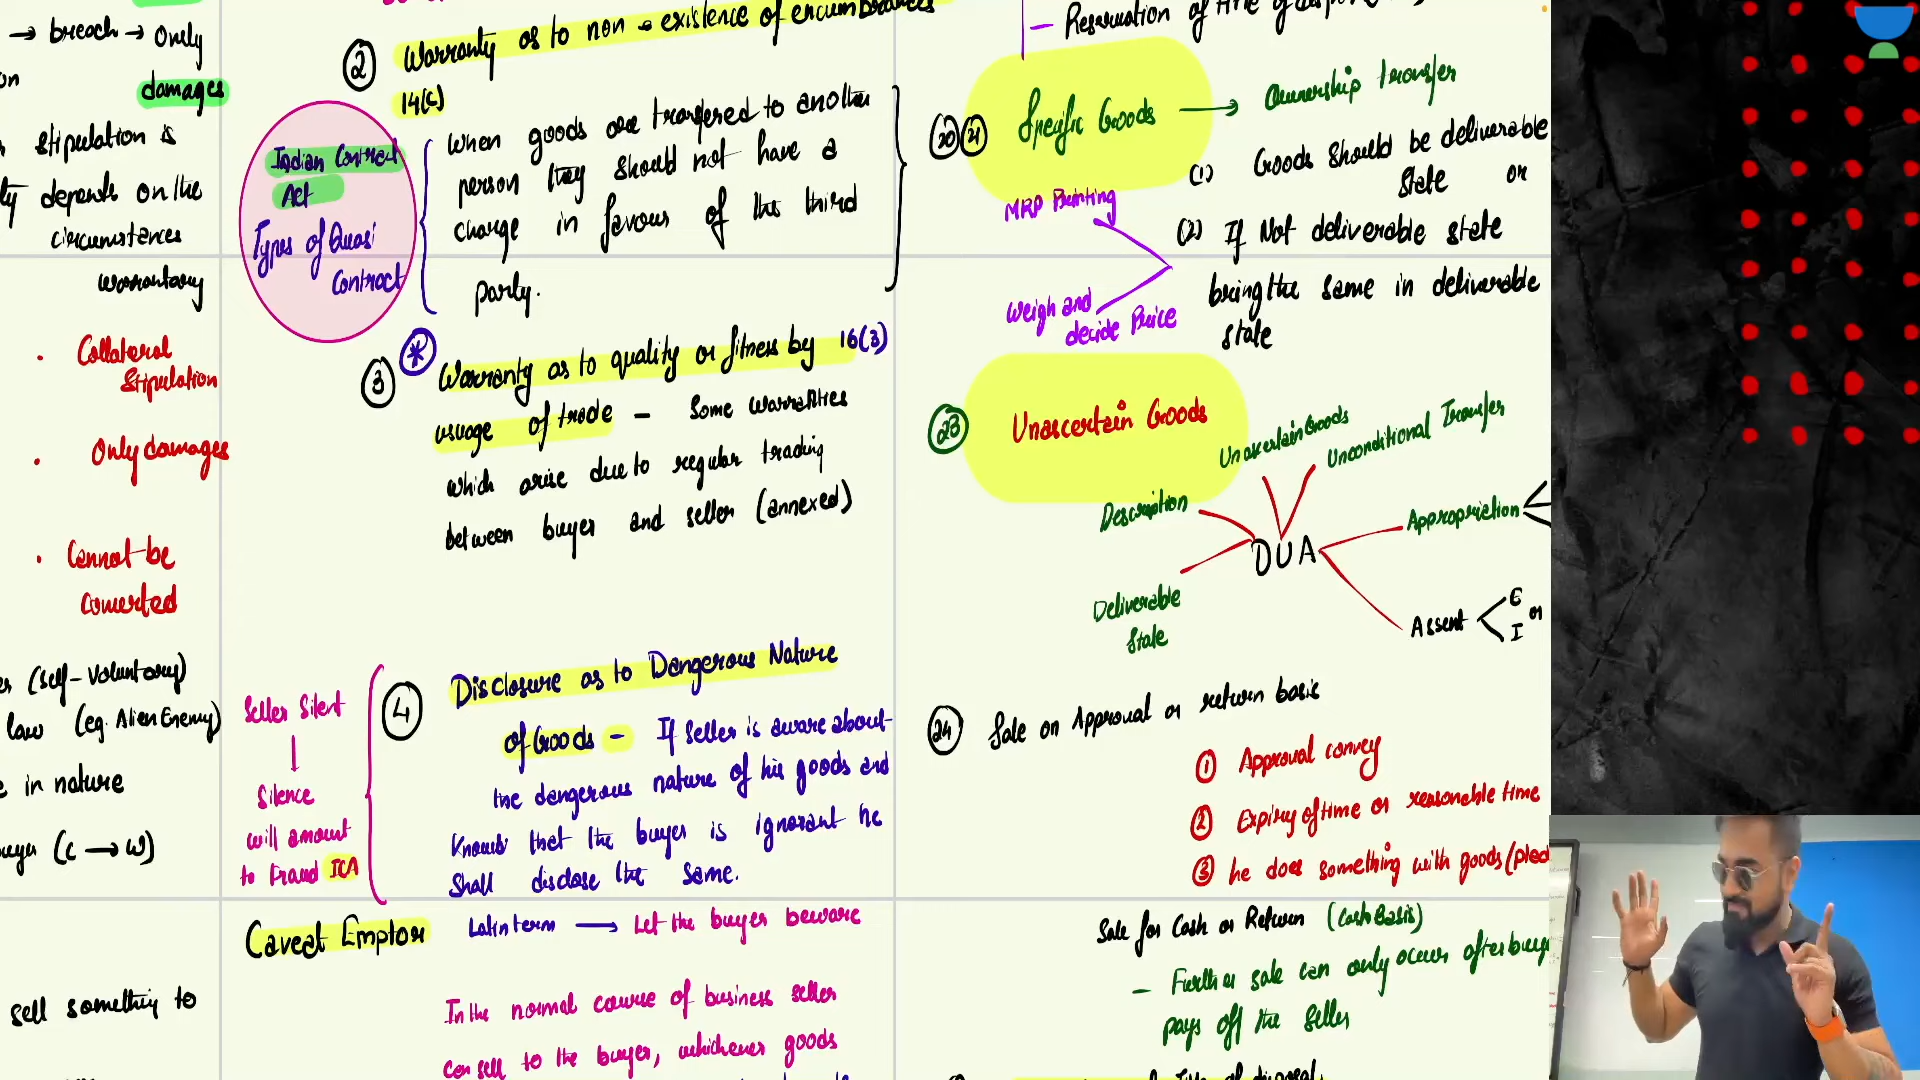 → breach → Only
on
damages
stipulation is
depends on the
circumstances
warrantary
• Collateral
Stipulation
• Only damages
• Cannot be
Converted
(self-voluntary)
law (eg. Alien Enemy)
in nature
(C → W)
sell something to
Indian Contract
Act
Types of Quasi
Contract
Seller Silent
Silence
will amount
to fraud ICA
② Warranty as to non-existence of encumbrances
14(c)
When goods are transfered to another
person they should not have a
charge in favour of the third
party.
③ * Warranty as to quality or fitness by 16(3)
usuage of trade – Some warranties
which arise due to regular trading
between buyer and seller (annexed)
④ Disclosure as to Dangerous Nature
of Goods – If Seller is aware about
the dangerous nature of his goods and
knows that the buyer is ignorant he
shall disclose the same.
Caveat Emptor Latin term → Let the buyer beware
In the normal course of business seller
can sell to the buyer, whichever goods
– Reservation of
20 21 Specific Goods → Ownership Transfer
(1) Goods should be deliverable
State or
MRP Printing
(2) If Not deliverable state
bring the same in deliverable
state
Weigh and
decide Price
23 Unascertain Goods
Unascertain Goods
Unconditional Transfer
Description
Appropriation
DUA
Deliverable
State
Assent
E or
I
24 Sale on Approval or return basis
① Approval convey
② Expiry of time or reasonable time
③ he does something with goods
Sale for Cash or Return (Cash Basis)
– Further sale can only occur after
pays off the seller
of disposal